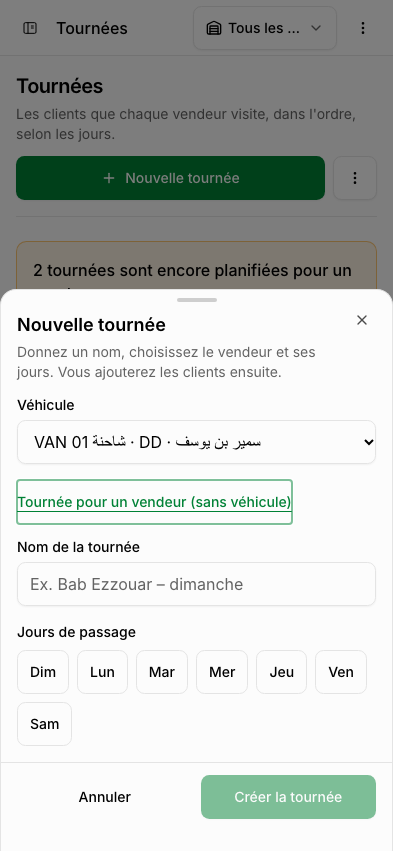 Tournées
Tous les ...
Tournées
Les clients que chaque vendeur visite, dans l'ordre,
selon les jours.
+ Nouvelle tournée
2 tournées sont encore planifiées pour un
Nouvelle tournée
Donnez un nom, choisissez le vendeur et ses
jours. Vous ajouterez les clients ensuite.
Véhicule
VAN 01 شاحنة · DD · سمير بن يوسف
Tournée pour un vendeur (sans véhicule)
Nom de la tournée
Ex. Bab Ezzouar – dimanche
Jours de passage
Dim Lun Mar Mer Jeu Ven
Sam
Annuler Créer la tournée